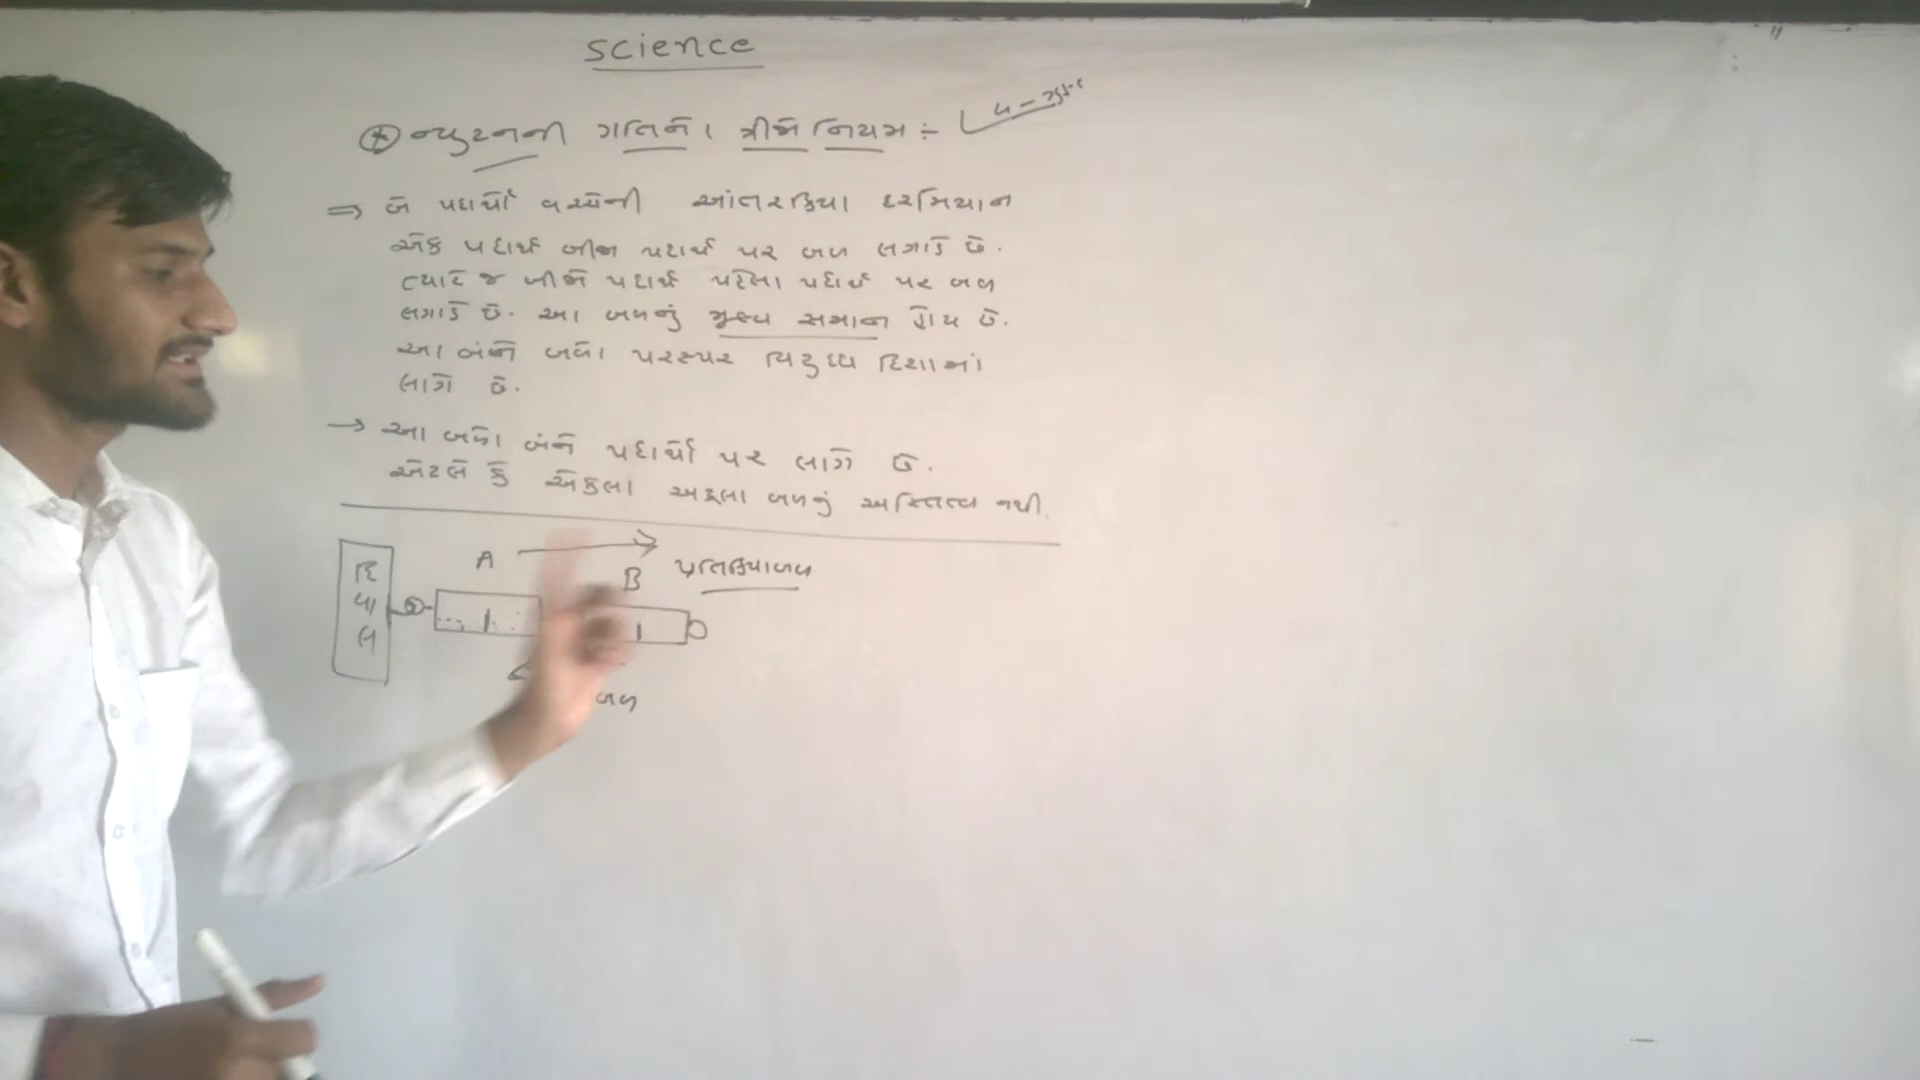 Science
ન્યુટનની ગતિનો ત્રીજો નિયમ ÷
⇒ બે પદાર્થો વચ્ચેની આંતરક્રિયા દરમિયાન
એક પદાર્થ બીજા પદાર્થ પર બળ લગાડે છે.
ત્યારે જ બીજો પદાર્થ પહેલા પદાર્થ પર બળ
લગાડે છે. આ બળનું મૂલ્ય સમાન હોય છે.
આ બંને બળો પરસ્પર વિરુધ્ધ દિશામાં
લાગે છે.
→ આ બળો બંને પદાર્થો પર લાગે છે.
એટલે કે એકલા અટૂલા બળનું અસ્તિત્વ નથી.
A
B
પ્રતિક્રિયાબળ
દિ
વા
લ
બળ